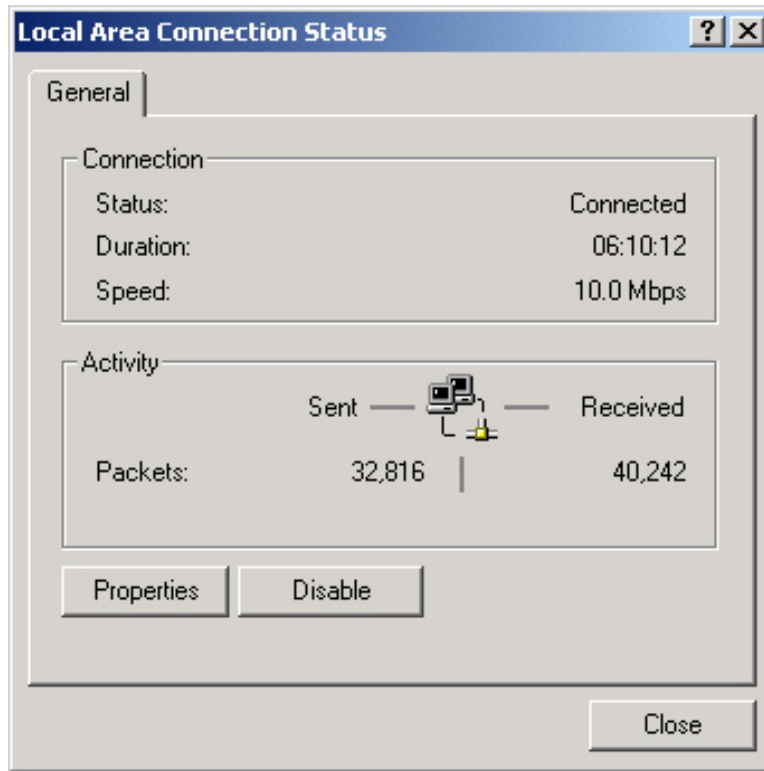 Local Area Connection Status
General
Connection
Status: Connected
Duration: 06:10:12
Speed: 10.0 Mbps
Activity
Sent Received
Packets: 32,816 40,242
Properties Disable
Close